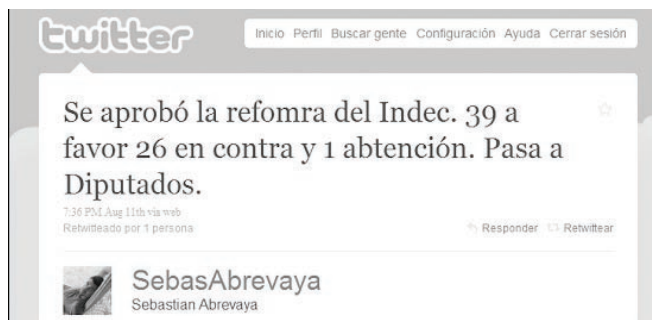 twitter
Inicio Perfil Buscar gente Configuración Ayuda Cerrar sesión
Se aprobó la refomra del Indec. 39 a
favor 26 en contra y 1 abtención. Pasa a
Diputados.
7:36 PM Aug 11th via web
Retwitteado por 1 persona
Responder Retwittear
SebasAbrevaya
Sebastian Abrevaya